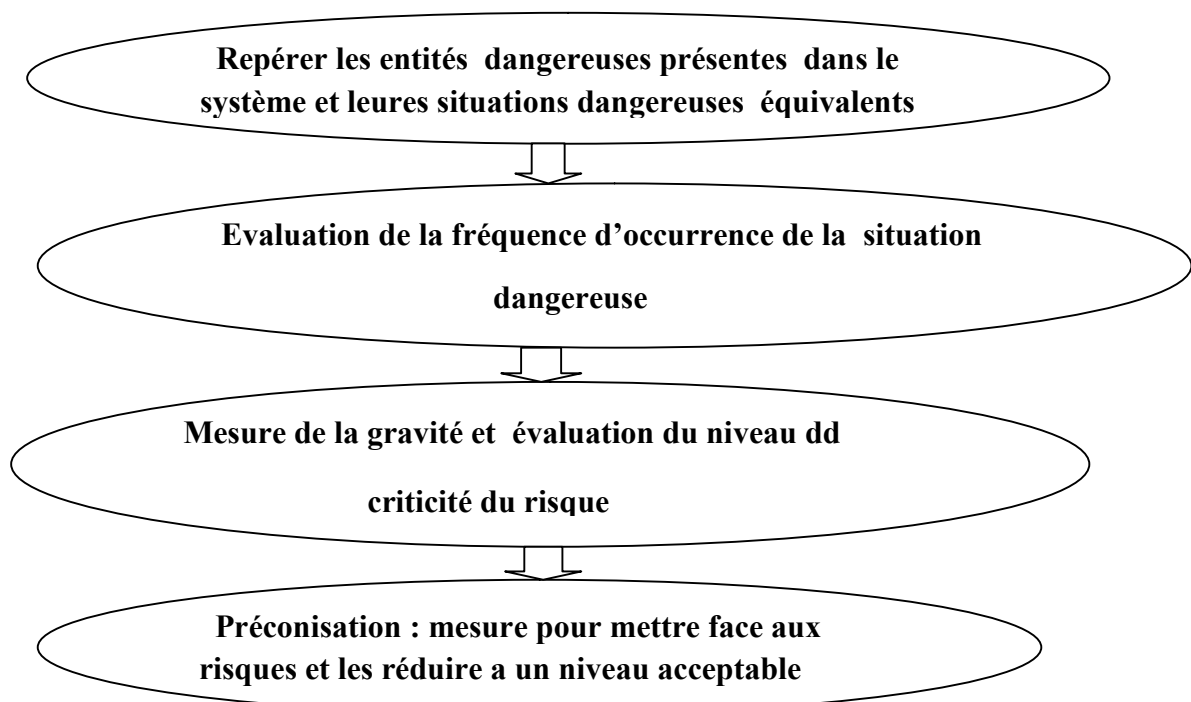 Repérer les entités dangereuses présentes dans le
système et leures situations dangereuses équivalents
Evaluation de la fréquence d’occurrence de la situation
dangereuse
Mesure de la gravité et évaluation du niveau dd
criticité du risque
Préconisation : mesure pour mettre face aux
risques et les réduire a un niveau acceptable